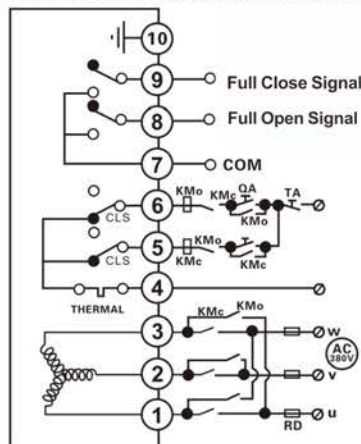 10
9 Full Close Signal
8 Full Open Signal
7 COM
KMo KMc QA TA
6
CLS KMo
KMo
5
CLS KMc KMc
4
THERMAL
KMc KMo
3 w
AC
380V
2 v
1 u
RD